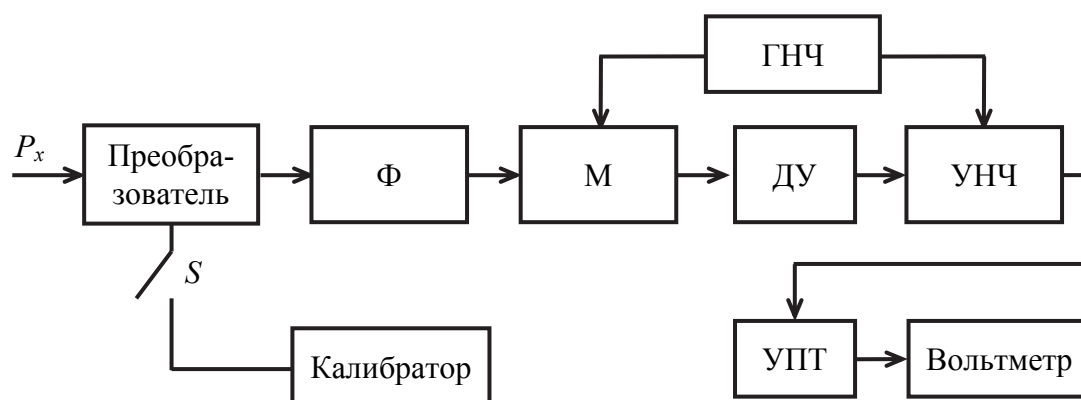 ГНЧ
P_x
Преобра-
зователь
Ф
М
ДУ
УНЧ
S
Калибратор
УПТ
Вольтметр